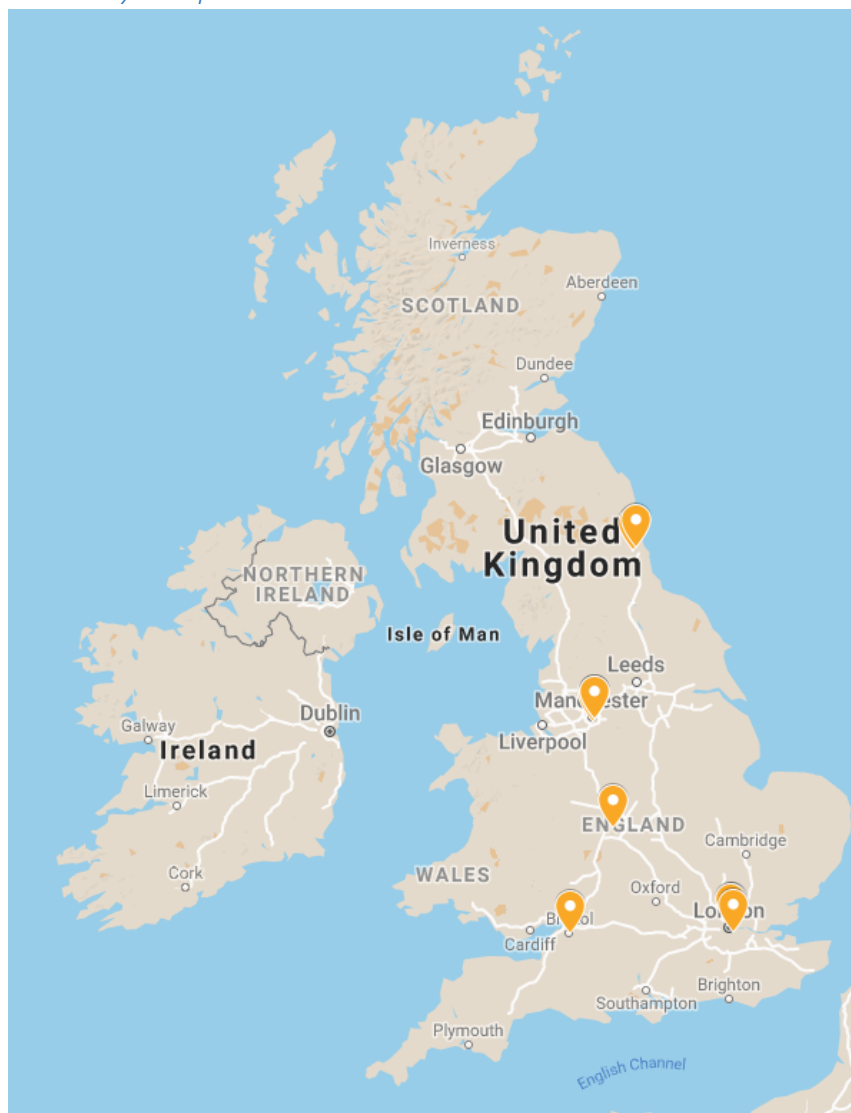 Inverness
Aberdeen
SCOTLAND
Dundee
Edinburgh
Glasgow
United
Kingdom
NORTHERN
IRELAND
Isle of Man
Leeds
Manchester
Dublin
Galway
Liverpool
Ireland
Limerick
ENGLAND
Cambridge
Cork
WALES
Oxford
London
Bristol
Cardiff
Brighton
Southampton
Plymouth
English Channel